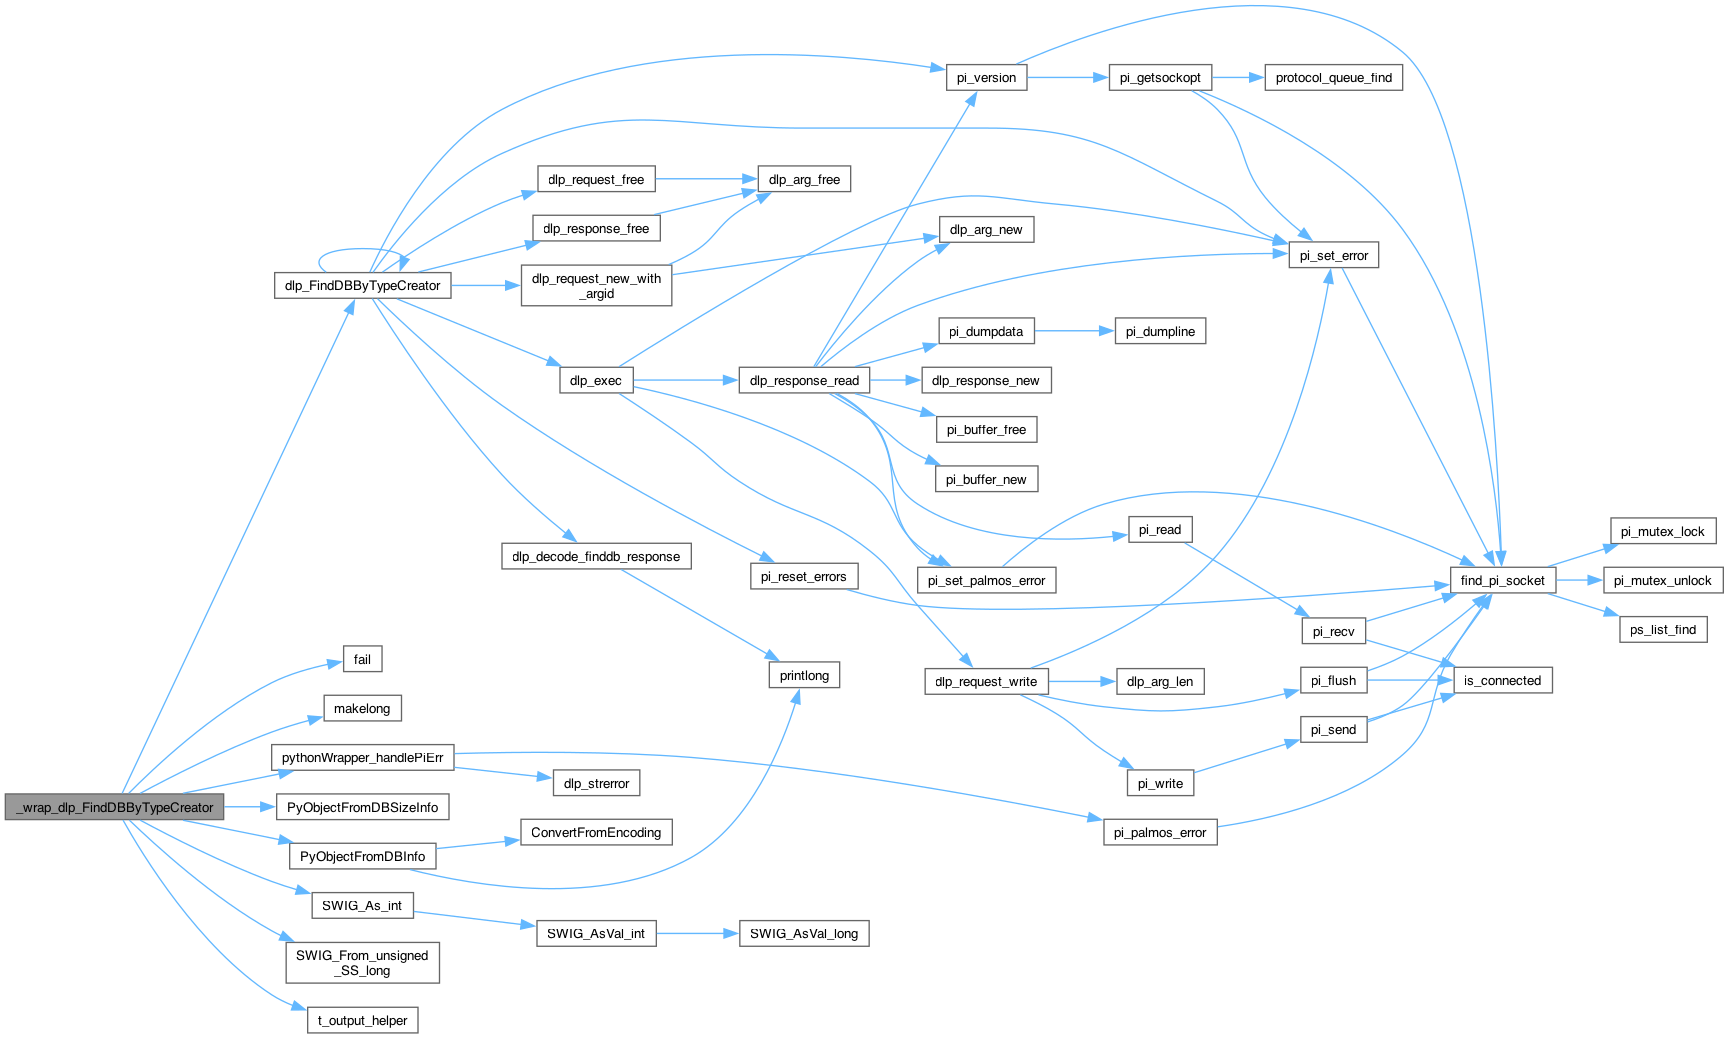 pi_version
pi_getsockopt
protocol_queue_find
dlp_request_free
dlp_arg_free
dlp_response_free
dlp_arg_new
pi_set_error
dlp_FindDBByTypeCreator
dlp_request_new_with
_argid
pi_dumpdata
pi_dumpline
dlp_exec
dlp_response_read
dlp_response_new
pi_buffer_free
pi_buffer_new
pi_read
pi_mutex_lock
dlp_decode_finddb_response
pi_reset_errors
pi_set_palmos_error
find_pi_socket
pi_mutex_unlock
pi_recv
ps_list_find
fail
printlong
dlp_request_write
dlp_arg_len
pi_flush
is_connected
makelong
pi_send
pythonWrapper_handlePiErr
dlp_strerror
pi_write
_wrap_dlp_FindDBByTypeCreator
PyObjectFromDBSizeInfo
ConvertFromEncoding
pi_palmos_error
PyObjectFromDBInfo
SWIG_As_int
SWIG_AsVal_int
SWIG_AsVal_long
SWIG_From_unsigned
_SS_long
t_output_helper